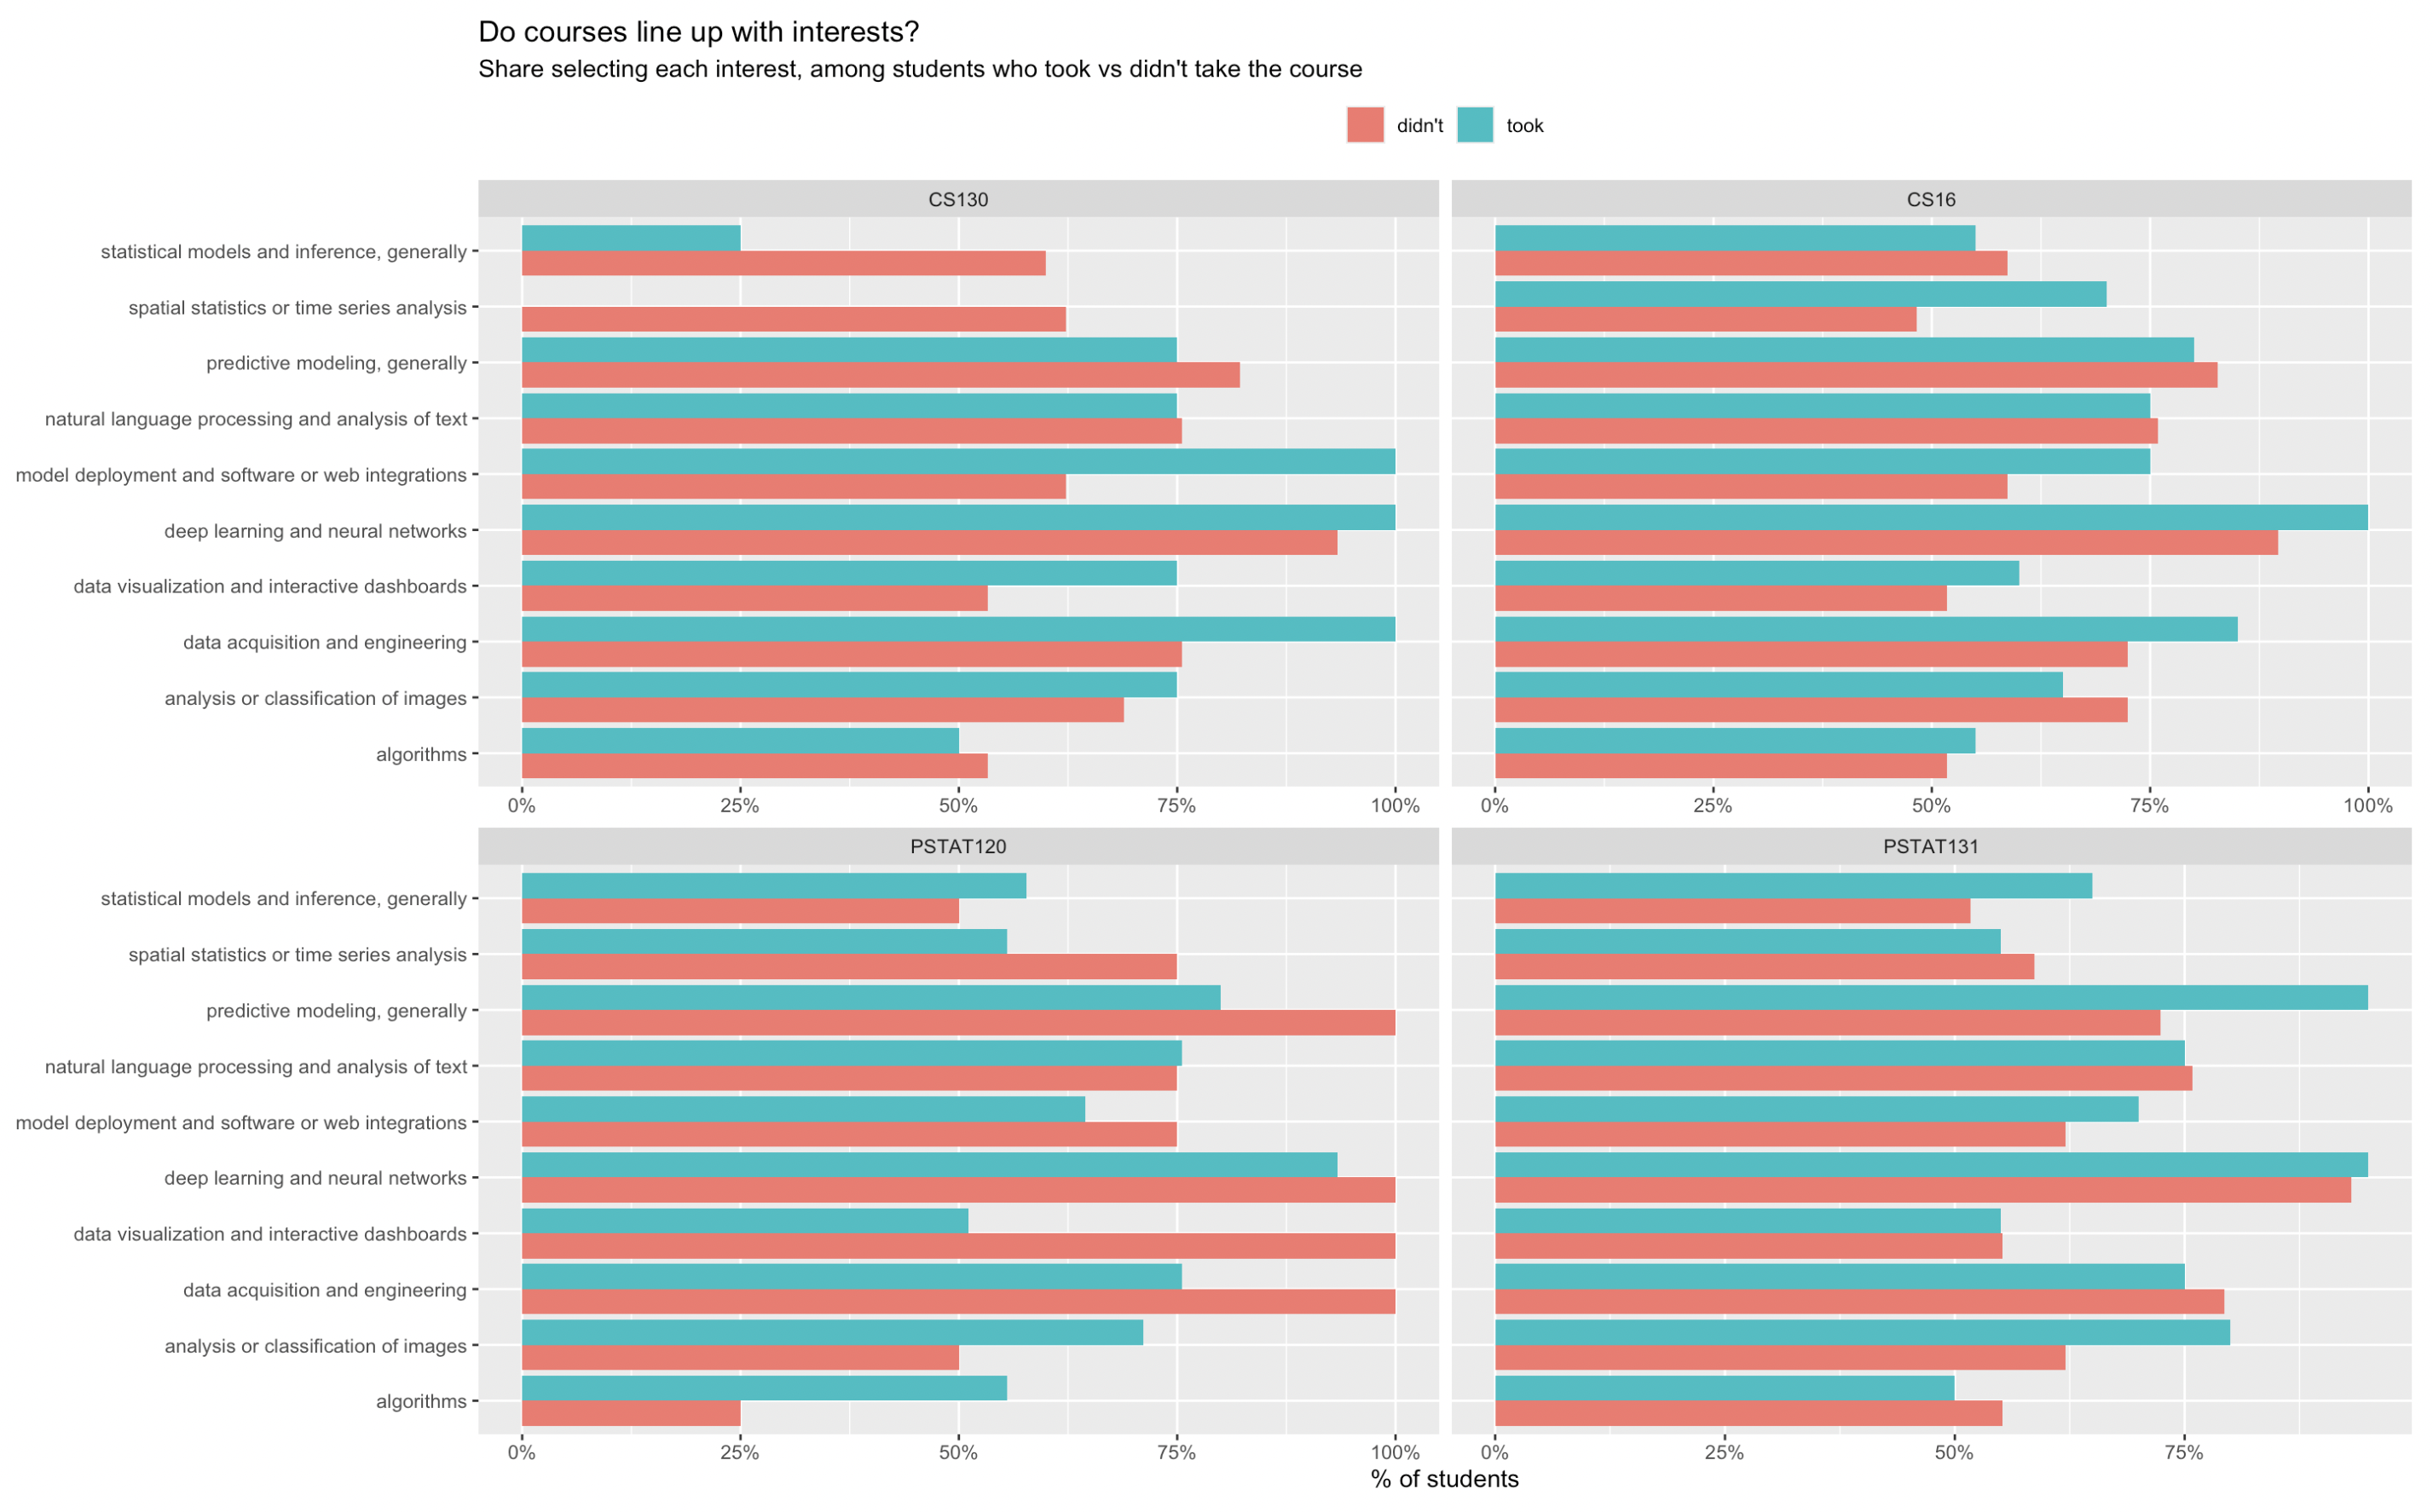 Do courses line up with interests?
Share selecting each interest, among students who took vs didn't take the course
didn't took
CS130 CS16
statistical models and inference, generally
spatial statistics or time series analysis
predictive modeling, generally
natural language processing and analysis of text
model deployment and software or web integrations
deep learning and neural networks
data visualization and interactive dashboards
data acquisition and engineering
analysis or classification of images
algorithms
0% 25% 50% 75% 100% 0% 25% 50% 75% 100%
PSTAT120 PSTAT131
statistical models and inference, generally
spatial statistics or time series analysis
predictive modeling, generally
natural language processing and analysis of text
model deployment and software or web integrations
deep learning and neural networks
data visualization and interactive dashboards
data acquisition and engineering
analysis or classification of images
algorithms
0% 25% 50% 75% 100% 0% 25% 50% 75%
% of students